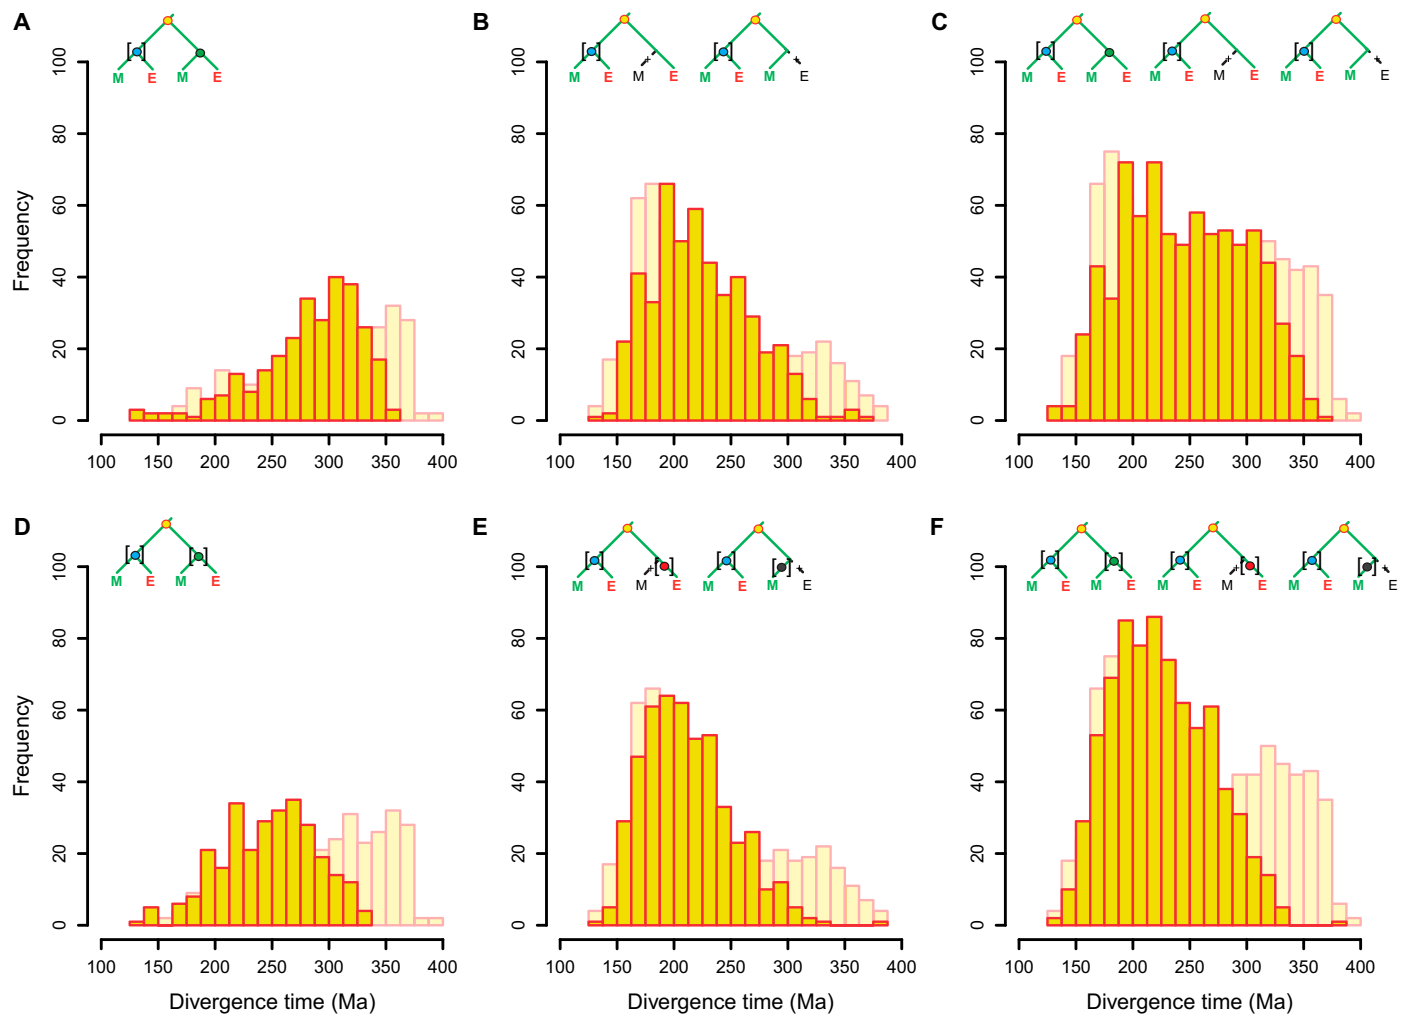 A
B
C
[ ]
M E M E
[ ] [ ]
M E M E M E M E
[ ] [ ] [ ]
M E M E M E M E M E M E
Frequency
100
80
60
40
20
0
100
80
60
40
20
0
100
80
60
40
20
0
100 150 200 250 300 350 400
100 150 200 250 300 350 400
100 150 200 250 300 350 400
D
E
F
[ ] [ ]
M E M E
[ ] [ ] [ ] [ ]
M E M E M E M E
[ ] [ ] [ ] [ ] [ ] [ ]
M E M E M E M E M E M E
Frequency
100
80
60
40
20
0
100
80
60
40
20
0
100
80
60
40
20
0
100 150 200 250 300 350 400
100 150 200 250 300 350 400
100 150 200 250 300 350 400
Divergence time (Ma)
Divergence time (Ma)
Divergence time (Ma)